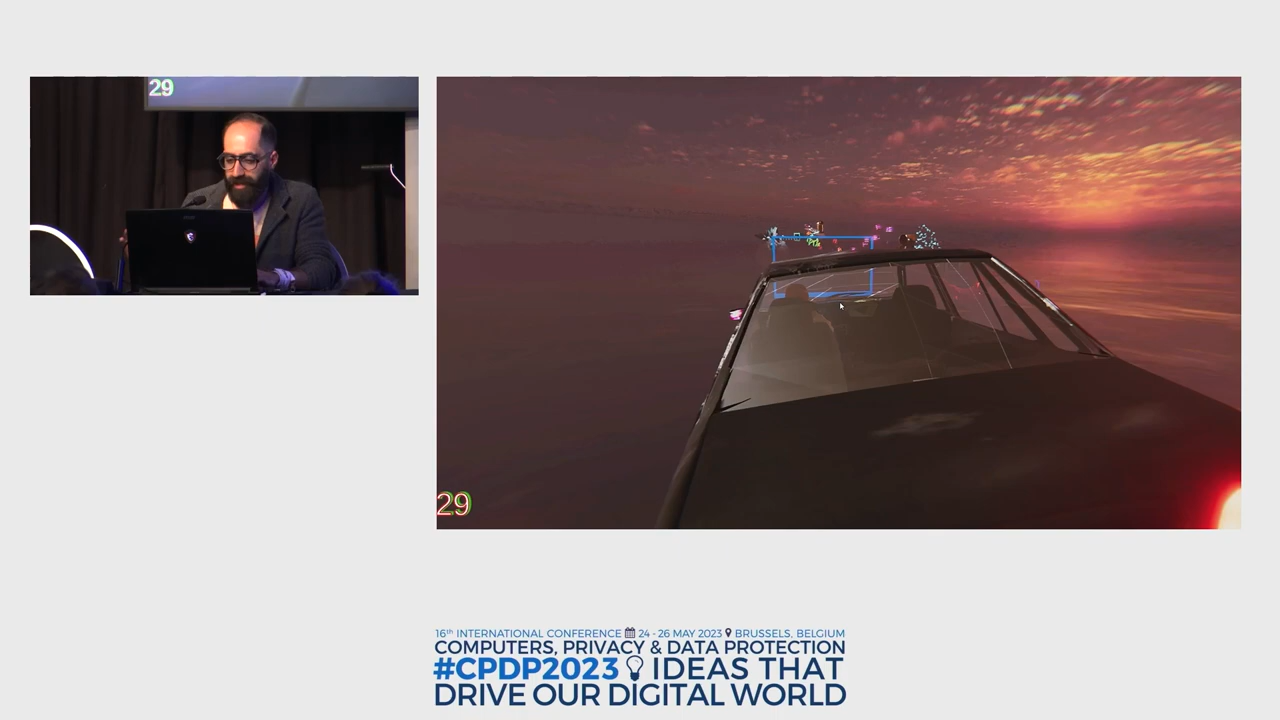 29
29
16th INTERNATIONAL CONFERENCE 24 - 26 MAY 2023 BRUSSELS, BELGIUM
COMPUTERS, PRIVACY & DATA PROTECTION
#CPDP2023 IDEAS THAT
DRIVE OUR DIGITAL WORLD